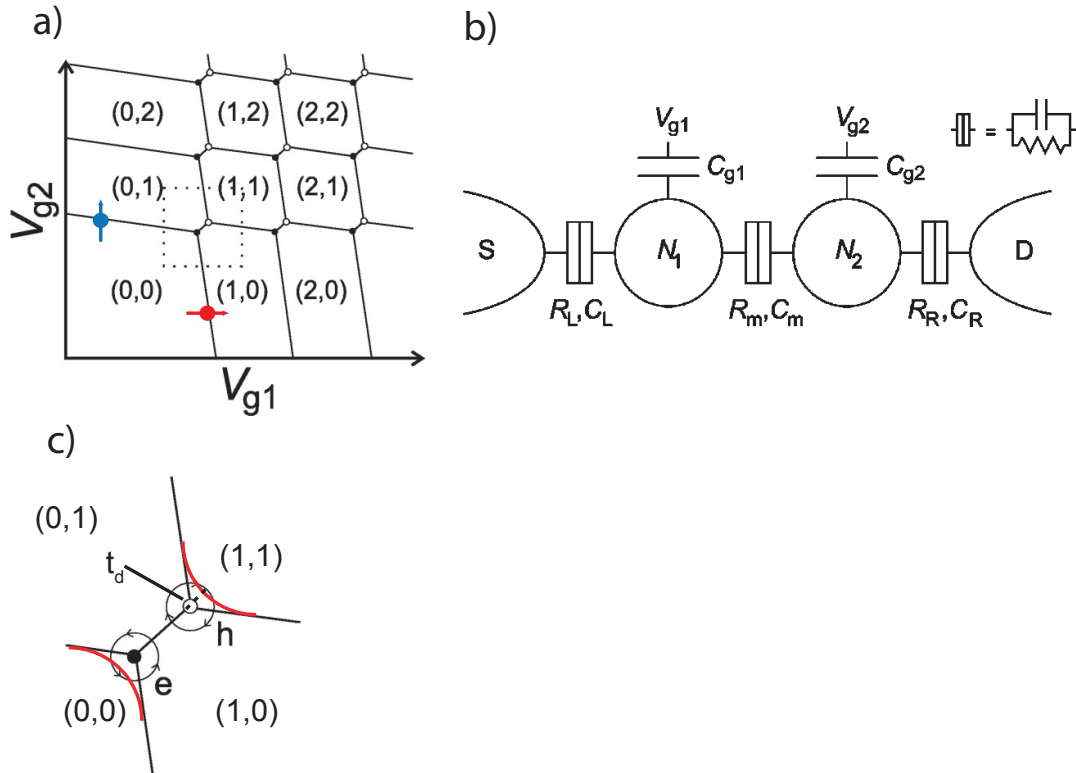 a)
(0,2) (1,2) (2,2)
(0,1) (1,1) (2,1)
(0,0) (1,0) (2,0)
Vg2
Vg1
b)
Vg1 Vg2
Cg1 Cg2
=
S N1 N2 D
RL,CL Rm,Cm RR,CR
c)
(0,1)
(1,1)
td
h
e
(0,0) (1,0)